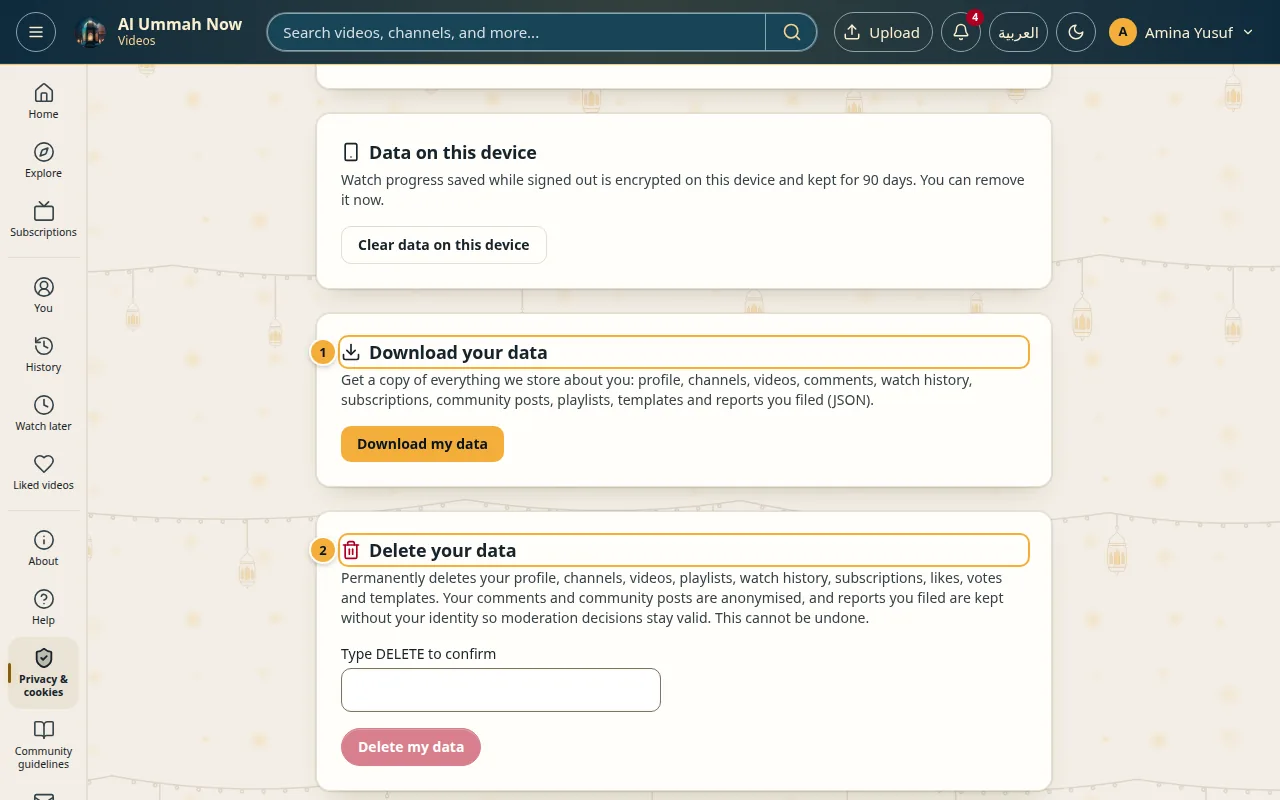 Al Ummah Now
Videos
Search videos, channels, and more...
Upload
4
العربية
A
Amina Yusuf
Home
Explore
Subscriptions
You
History
Watch later
Liked videos
About
Help
Privacy &
cookies
Community
guidelines
Data on this device
Watch progress saved while signed out is encrypted on this device and kept for 90 days. You can remove
it now.
Clear data on this device
1
Download your data
Get a copy of everything we store about you: profile, channels, videos, comments, watch history,
subscriptions, community posts, playlists, templates and reports you filed (JSON).
Download my data
2
Delete your data
Permanently deletes your profile, channels, videos, playlists, watch history, subscriptions, likes, votes
and templates. Your comments and community posts are anonymised, and reports you filed are kept
without your identity so moderation decisions stay valid. This cannot be undone.
Type DELETE to confirm
Delete my data